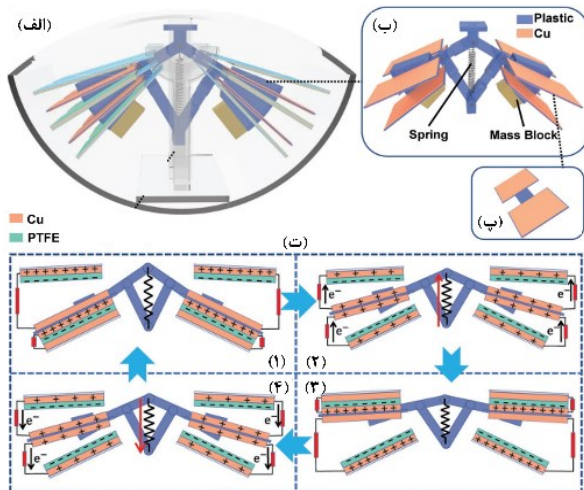 (الف)
(ب)
Plastic
Cu
Spring
Mass Block
(پ)
Cu
PTFE
(ت)
e⁻ e⁻
e⁻ e⁻
(۱) (۲)
(۴) (۳)
e⁻ e⁻
e⁻ e⁻